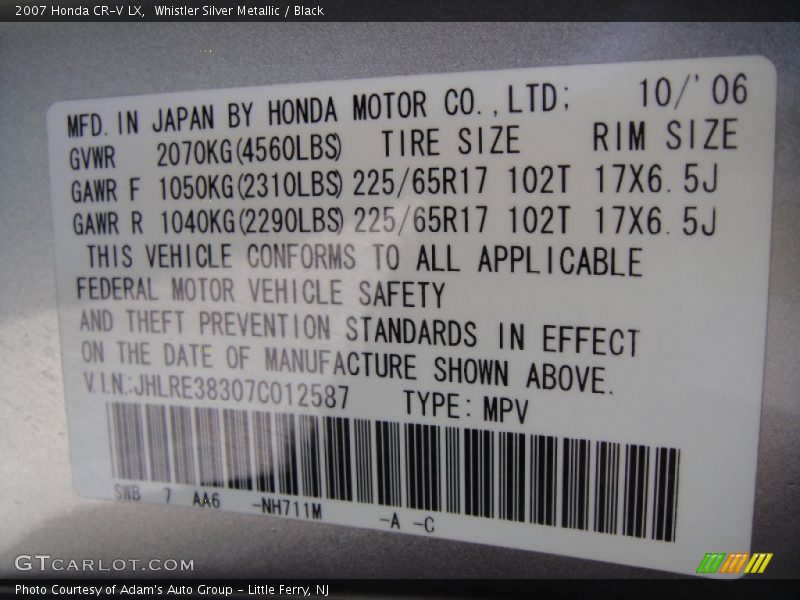 2007 Honda CR-V LX,  Whistler Silver Metallic / Black
MFD. IN JAPAN BY HONDA MOTOR CO., LTD; 10/'06
GVWR 2070KG(4560LBS) TIRE SIZE RIM SIZE
GAWR F 1050KG(2310LBS) 225/65R17 102T 17X6.5J
GAWR R 1040KG(2290LBS) 225/65R17 102T 17X6.5J
THIS VEHICLE CONFORMS TO ALL APPLICABLE
FEDERAL MOTOR VEHICLE SAFETY
AND THEFT PREVENTION STANDARDS IN EFFECT
ON THE DATE OF MANUFACTURE SHOWN ABOVE.
V.I.N.:JHLRE38307C012587 TYPE: MPV
SWB 7 AA6 -NH711M -A -C
GTCARLOT.COM
Photo Courtesy of Adam's Auto Group - Little Ferry, NJ